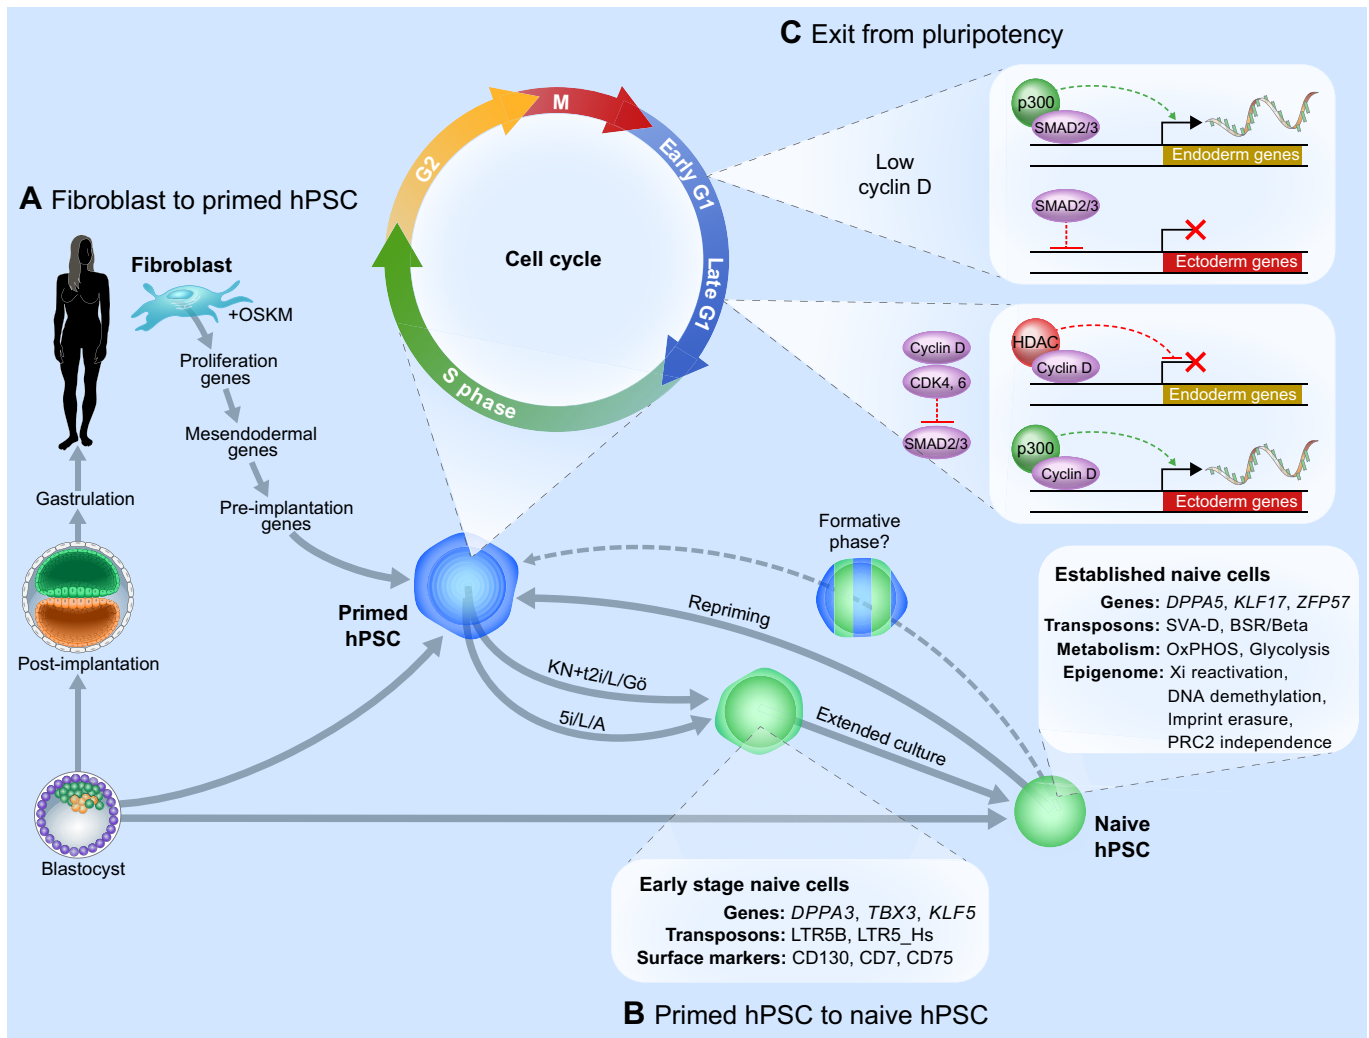 C Exit from pluripotency
A Fibroblast to primed hPSC
Fibroblast
+OSKM
Proliferation
genes
Mesendodermal
genes
Pre-implantation
genes
Gastrulation
Post-implantation
Blastocyst
M
G2
Early G1
Late G1
S phase
Cell cycle
Low
cyclin D
p300
SMAD2/3
Endoderm genes
SMAD2/3
Ectoderm genes
Cyclin D
CDK4, 6
SMAD2/3
HDAC
Cyclin D
Endoderm genes
p300
Cyclin D
Ectoderm genes
Primed
hPSC
Formative
phase?
Repriming
KN+t2i/L/Gö
5i/L/A
Extended culture
Naive
hPSC
Established naive cells
Genes: DPPA5, KLF17, ZFP57
Transposons: SVA-D, BSR/Beta
Metabolism: OxPHOS, Glycolysis
Epigenome: Xi reactivation,
DNA demethylation,
Imprint erasure,
PRC2 independence
Early stage naive cells
Genes: DPPA3, TBX3, KLF5
Transposons: LTR5B, LTR5_Hs
Surface markers: CD130, CD7, CD75
B Primed hPSC to naive hPSC